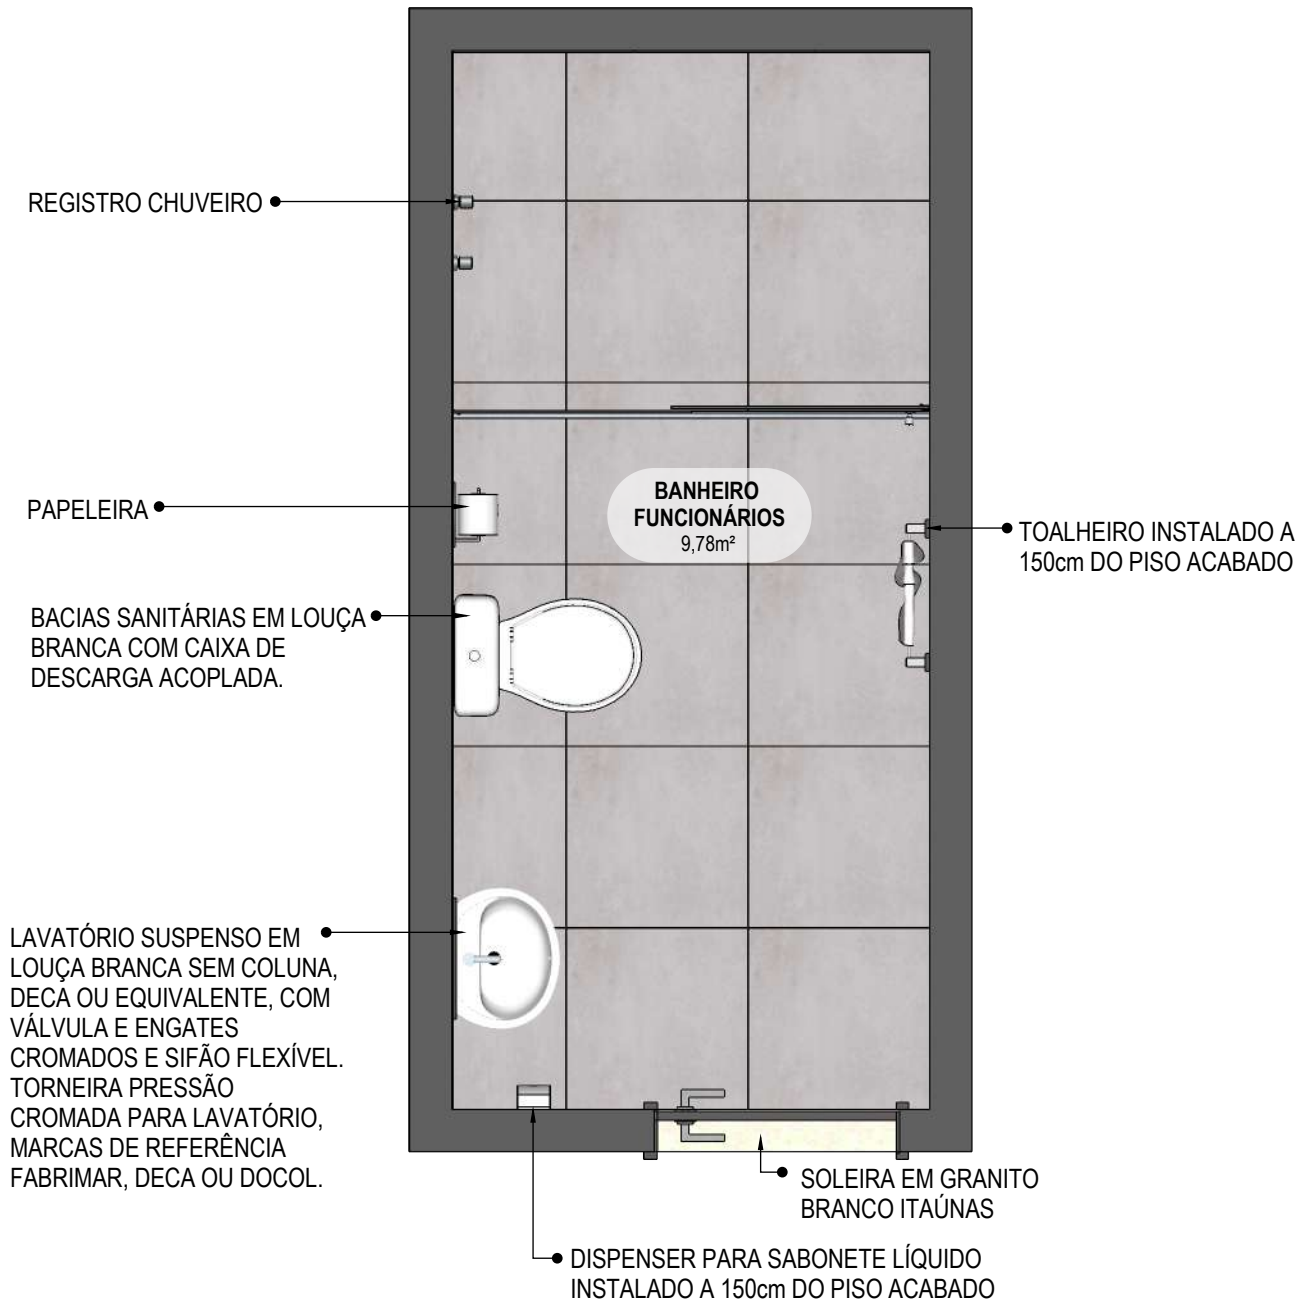 REGISTRO CHUVEIRO
PAPELEIRA
BANHEIRO
FUNCIONÁRIOS
9,78m²
TOALHEIRO INSTALADO A
150cm DO PISO ACABADO
BACIAS SANITÁRIAS EM LOUÇA
BRANCA COM CAIXA DE
DESCARGA ACOPLADA.
LAVATÓRIO SUSPENSO EM
LOUÇA BRANCA SEM COLUNA,
DECA OU EQUIVALENTE, COM
VÁLVULA E ENGATES
CROMADOS E SIFÃO FLEXÍVEL.
TORNEIRA PRESSÃO
CROMADA PARA LAVATÓRIO,
MARCAS DE REFERÊNCIA
FABRIMAR, DECA OU DOCOL.
SOLEIRA EM GRANITO
BRANCO ITAÚNAS
DISPENSER PARA SABONETE LÍQUIDO
INSTALADO A 150cm DO PISO ACABADO